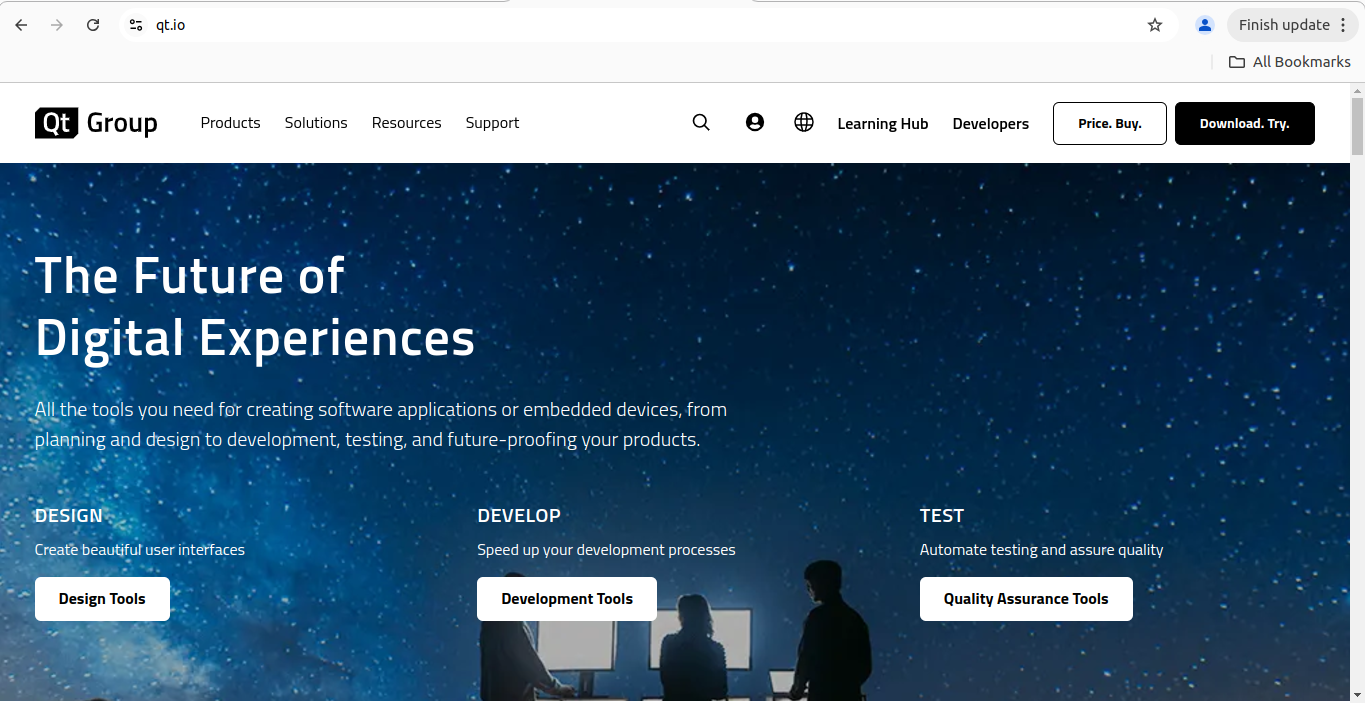 qt.io
Finish update
All Bookmarks
Qt Group
Products
Solutions
Resources
Support
Learning Hub
Developers
Price. Buy.
Download. Try.
The Future of
Digital Experiences
All the tools you need for creating software applications or embedded devices, from
planning and design to development, testing, and future-proofing your products.
DESIGN
Create beautiful user interfaces
Design Tools
DEVELOP
Speed up your development processes
Development Tools
TEST
Automate testing and assure quality
Quality Assurance Tools